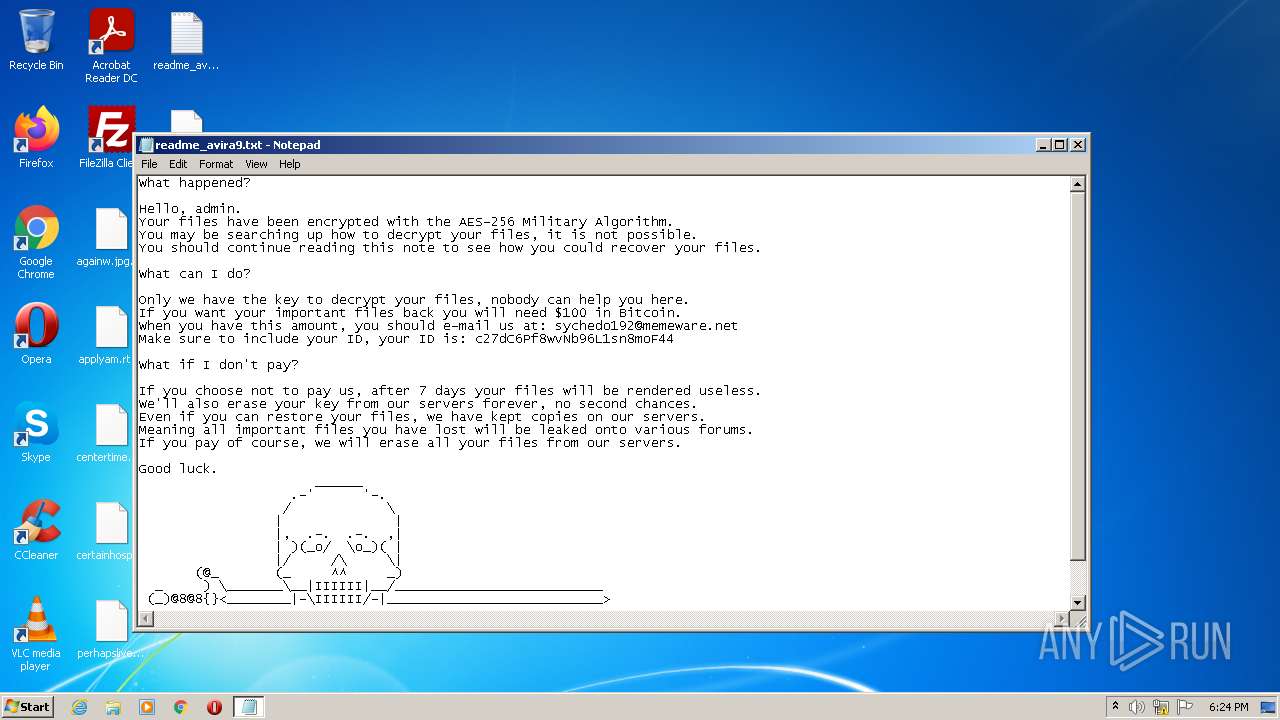 Recycle Bin
Acrobat
Reader DC
readme_av...
Firefox
FileZilla Clie
Google
Chrome
againw.jpg.
Opera
applyam.rt
Skype
centertime.
CCleaner
certainhosp
VLC media
player
perhapslive...
readme_avira9.txt - Notepad
File Edit Format View Help
What happened?
Hello, admin.
Your files have been encrypted with the AES-256 Military Algorithm.
You may be searching up how to decrypt your files, it is not possible.
You should continue reading this note to see how you could recover your files.
What can I do?
Only we have the key to decrypt your files, nobody can help you here.
If you want your important files back you will need $100 in Bitcoin.
When you have this amount, you should e-mail us at: sychedo192@memeware.net
Make sure to include your ID, your ID is: c27dC6Pf8wvNb96L1sn8moF44
What if I don't pay?
If you choose not to pay us, after 7 days your files will be rendered useless.
We'll also erase your key from our servers forever, no second chances.
Even if you can restore your files, we have kept copies on our servers.
Meaning all important files you have lost will be leaked onto various forums.
If you pay of course, we will erase all your files from our servers.
Good luck.
ANY RUN
Start
6:24 PM